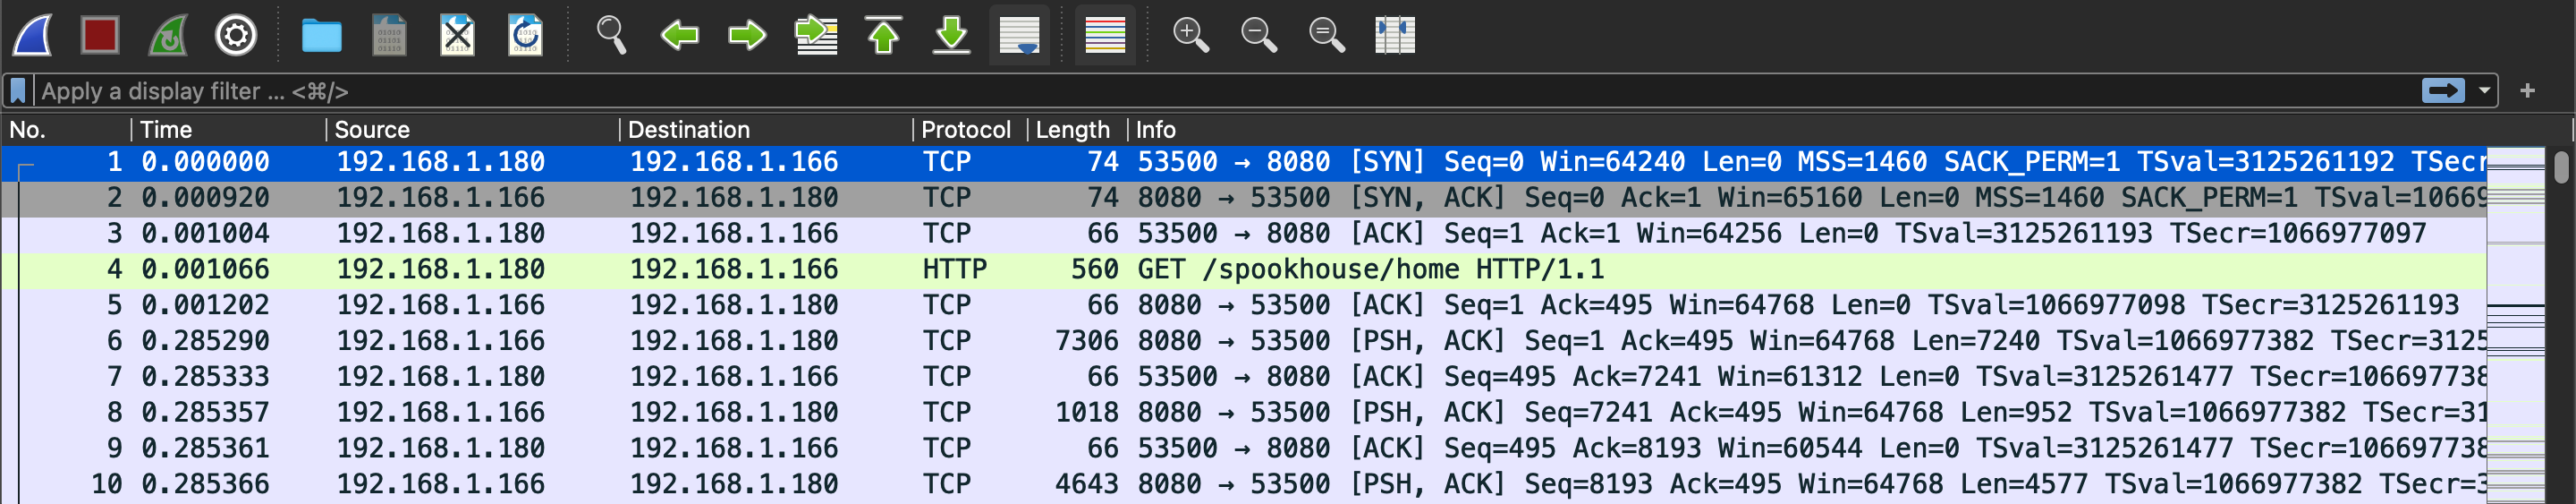 Apply a display filter ... <⌘/>
No. Time Source Destination Protocol Length Info
1 0.000000 192.168.1.180 192.168.1.166 TCP 74 53500 → 8080 [SYN] Seq=0 Win=64240 Len=0 MSS=1460 SACK_PERM=1 TSval=3125261192 TSecr
2 0.000920 192.168.1.166 192.168.1.180 TCP 74 8080 → 53500 [SYN, ACK] Seq=0 Ack=1 Win=65160 Len=0 MSS=1460 SACK_PERM=1 TSval=10669
3 0.001004 192.168.1.180 192.168.1.166 TCP 66 53500 → 8080 [ACK] Seq=1 Ack=1 Win=64256 Len=0 TSval=3125261193 TSecr=1066977097
4 0.001066 192.168.1.180 192.168.1.166 HTTP 560 GET /spookhouse/home HTTP/1.1
5 0.001202 192.168.1.166 192.168.1.180 TCP 66 8080 → 53500 [ACK] Seq=1 Ack=495 Win=64768 Len=0 TSval=1066977098 TSecr=3125261193
6 0.285290 192.168.1.166 192.168.1.180 TCP 7306 8080 → 53500 [PSH, ACK] Seq=1 Ack=495 Win=64768 Len=7240 TSval=1066977382 TSecr=3125
7 0.285333 192.168.1.180 192.168.1.166 TCP 66 53500 → 8080 [ACK] Seq=495 Ack=7241 Win=61312 Len=0 TSval=3125261477 TSecr=106697738
8 0.285357 192.168.1.166 192.168.1.180 TCP 1018 8080 → 53500 [PSH, ACK] Seq=7241 Ack=495 Win=64768 Len=952 TSval=1066977382 TSecr=31
9 0.285361 192.168.1.180 192.168.1.166 TCP 66 53500 → 8080 [ACK] Seq=495 Ack=8193 Win=60544 Len=0 TSval=3125261477 TSecr=106697738
10 0.285366 192.168.1.166 192.168.1.180 TCP 4643 8080 → 53500 [PSH, ACK] Seq=8193 Ack=495 Win=64768 Len=4577 TSval=1066977382 TSecr=3